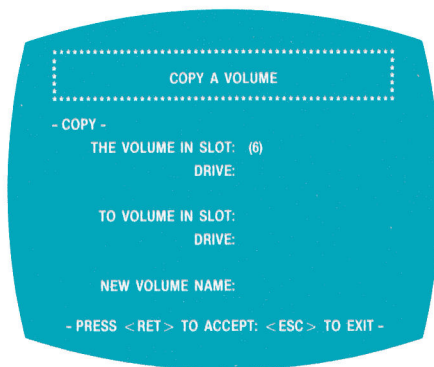 COPY A VOLUME
- COPY -
THE VOLUME IN SLOT: (6)
DRIVE:
TO VOLUME IN SLOT:
DRIVE:
NEW VOLUME NAME:
- PRESS <RET> TO ACCEPT: <ESC> TO EXIT -